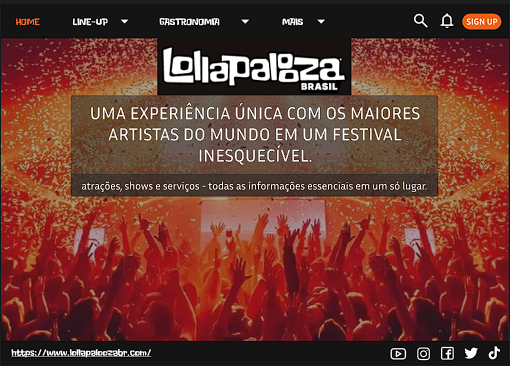 HOME LINE-UP GASTRONOMIA MAIS SIGN UP
Lollapalooza
BRASIL
UMA EXPERIÊNCIA ÚNICA COM OS MAIORES
ARTISTAS DO MUNDO EM UM FESTIVAL
INESQUECÍVEL.
atrações, shows e serviços - todas as informações essenciais em um só lugar.
https://www.lollapaloozabr.com/